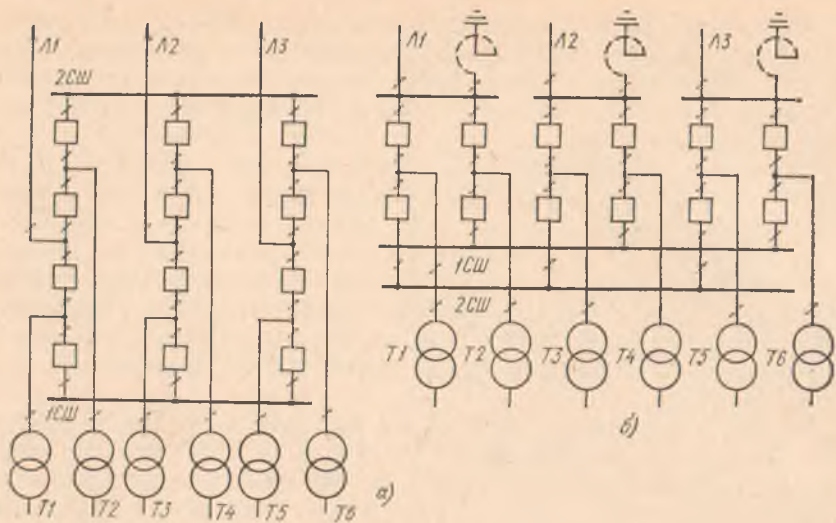 Л1 Л2 Л3
2СШ
1СШ
Т1 Т2 Т3 Т4 Т5 Т6
а)
Л1 Л2 Л3
1СШ
2СШ
Т1 Т2 Т3 Т4 Т5 Т6
б)